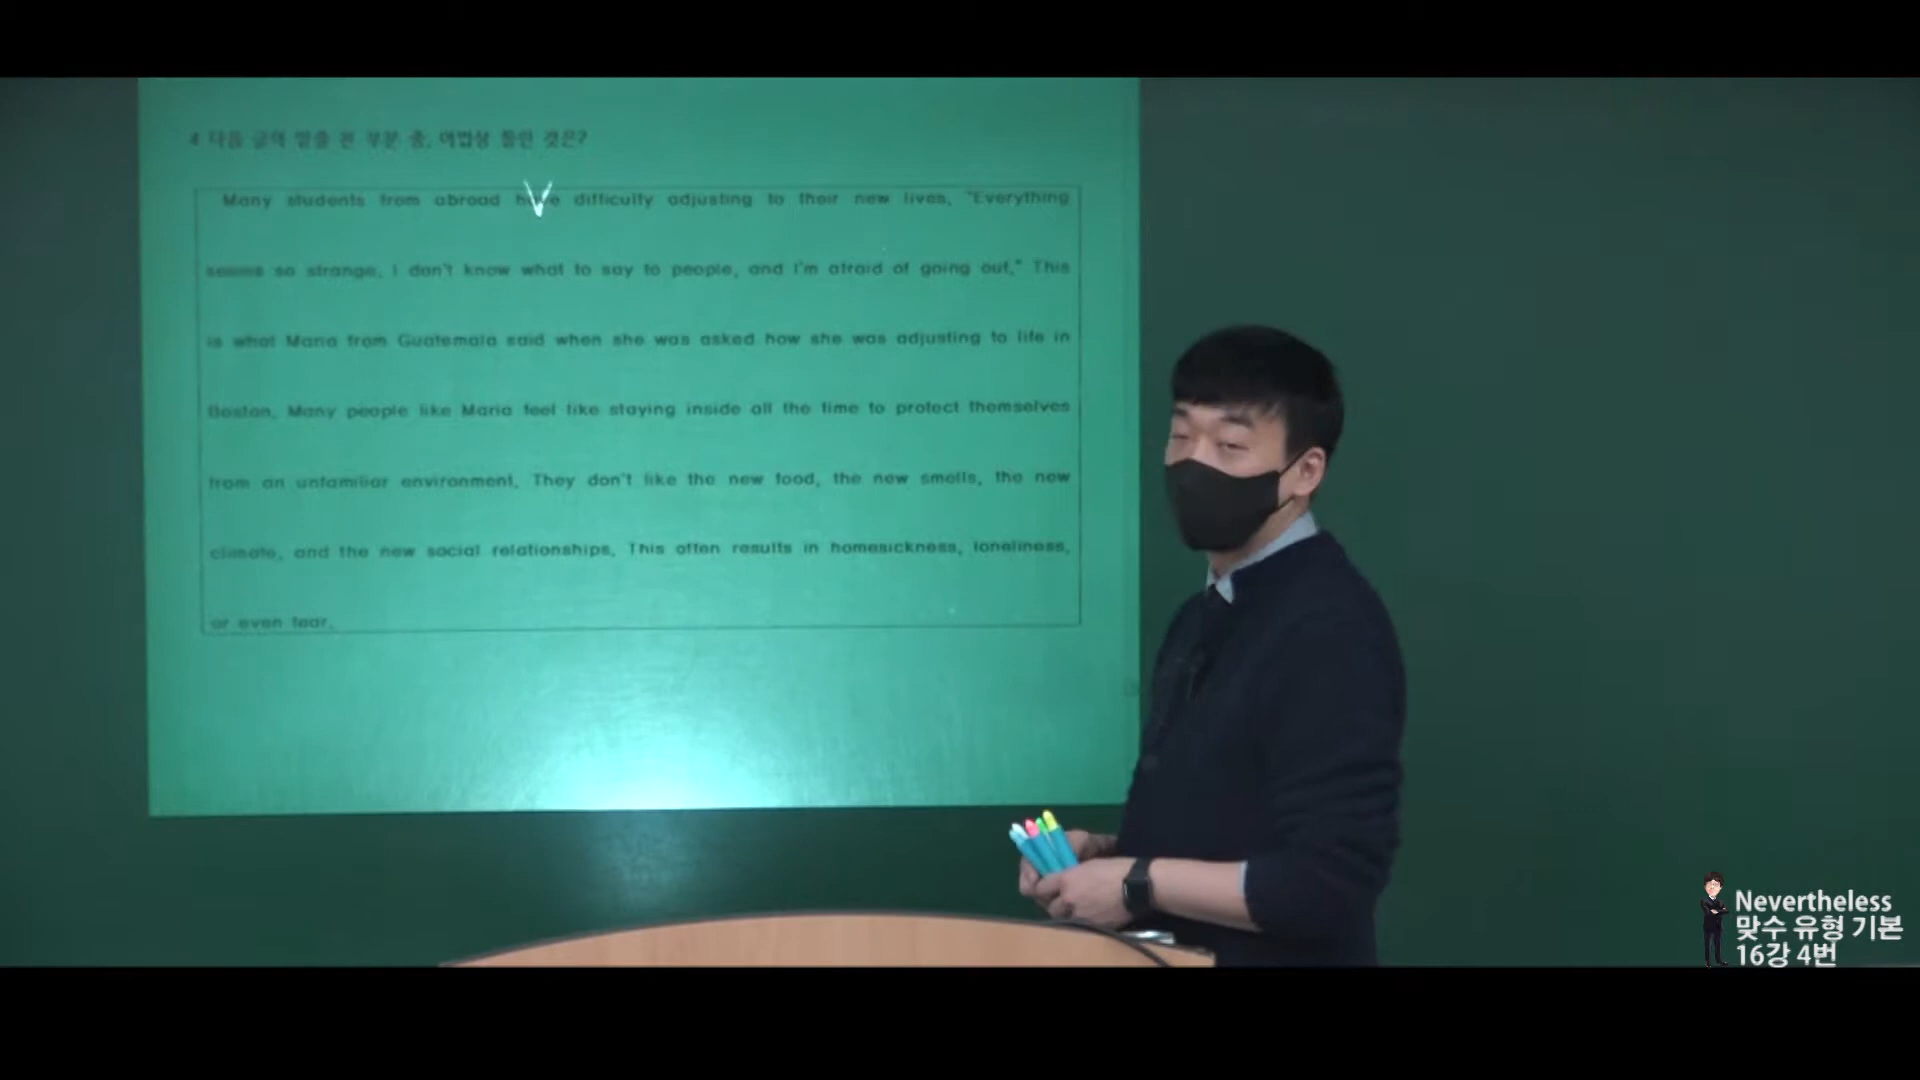 4 다음 글의 밑줄 친 부분 중, 어법상 틀린 것은?
Many students from abroad have difficulty adjusting to their new lives, "Everything
seems so strange. I don't know what to say to people, and I'm afraid of going out." This
is what Maria from Guatemala said when she was asked how she was adjusting to life in
Boston. Many people like Maria feel like staying inside all the time to protect themselves
from an unfamiliar environment. They don't like the new food, the new smells, the new
climate, and the new social relationships. This often results in homesickness, loneliness,
or even fear.
V
Nevertheless
맞수 유형 기본
16강 4번